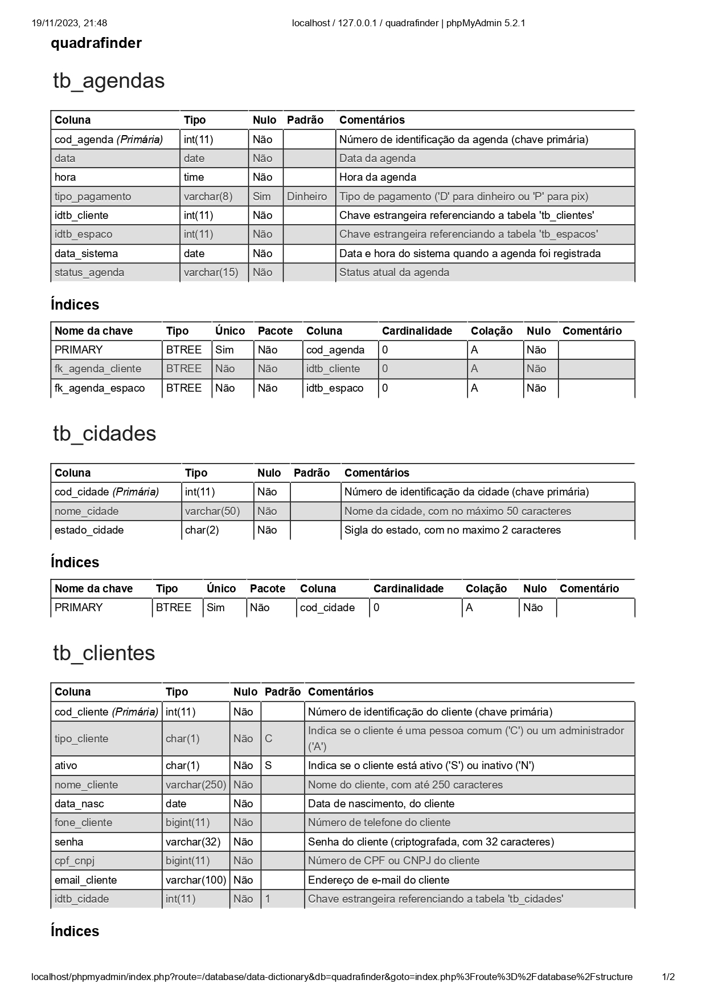 19/11/2023, 21:48 localhost / 127.0.0.1 / quadrafinder | phpMyAdmin 5.2.1
quadrafinder
tb_agendas
Coluna Tipo Nulo Padrão Comentários
cod_agenda (Primária) int(11) Não Número de identificação da agenda (chave primária)
data date Não Data da agenda
hora time Não Hora da agenda
tipo_pagamento varchar(8) Sim Dinheiro Tipo de pagamento ('D' para dinheiro ou 'P' para pix)
idtb_cliente int(11) Não Chave estrangeira referenciando a tabela 'tb_clientes'
idtb_espaco int(11) Não Chave estrangeira referenciando a tabela 'tb_espacos'
data_sistema date Não Data e hora do sistema quando a agenda foi registrada
status_agenda varchar(15) Não Status atual da agenda
Índices
Nome da chave Tipo Único Pacote Coluna Cardinalidade Colação Nulo Comentário
PRIMARY BTREE Sim Não cod_agenda 0 A Não
fk_agenda_cliente BTREE Não Não idtb_cliente 0 A Não
fk_agenda_espaco BTREE Não Não idtb_espaco 0 A Não
tb_cidades
Coluna Tipo Nulo Padrão Comentários
cod_cidade (Primária) int(11) Não Número de identificação da cidade (chave primária)
nome_cidade varchar(50) Não Nome da cidade, com no máximo 50 caracteres
estado_cidade char(2) Não Sigla do estado, com no maximo 2 caracteres
Índices
Nome da chave Tipo Único Pacote Coluna Cardinalidade Colação Nulo Comentário
PRIMARY BTREE Sim Não cod_cidade 0 A Não
tb_clientes
Coluna Tipo Nulo Padrão Comentários
cod_cliente (Primária) int(11) Não Número de identificação do cliente (chave primária)
tipo_cliente char(1) Não C Indica se o cliente é uma pessoa comum ('C') ou um administrador
('A')
ativo char(1) Não S Indica se o cliente está ativo ('S') ou inativo ('N')
nome_cliente varchar(250) Não Nome do cliente, com até 250 caracteres
data_nasc date Não Data de nascimento, do cliente
fone_cliente bigint(11) Não Número de telefone do cliente
senha varchar(32) Não Senha do cliente (criptografada, com 32 caracteres)
cpf_cnpj bigint(11) Não Número de CPF ou CNPJ do cliente
email_cliente varchar(100) Não Endereço de e-mail do cliente
idtb_cidade int(11) Não 1 Chave estrangeira referenciando a tabela 'tb_cidades'
Índices
localhost/phpmyadmin/index.php?route=/database/data-dictionary&db=quadrafinder&goto=index.php%3Froute%3D%2Fdatabase%2Fstructure 1/2